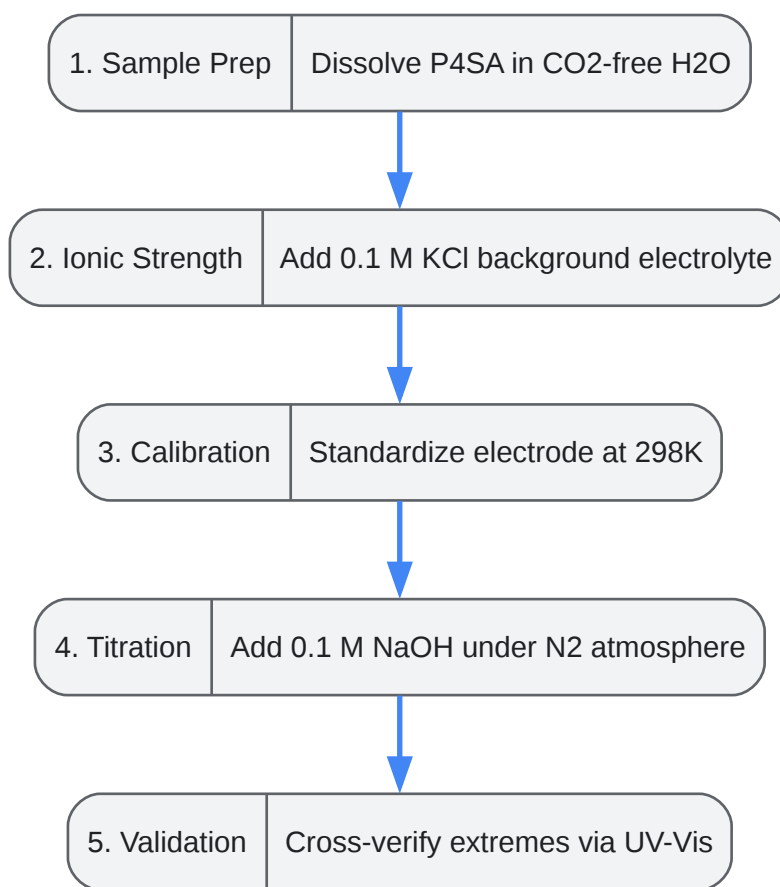 1. Sample Prep Dissolve P4SA in CO2-free H2O
2. Ionic Strength Add 0.1 M KCl background electrolyte
3. Calibration Standardize electrode at 298K
4. Titration Add 0.1 M NaOH under N2 atmosphere
5. Validation Cross-verify extremes via UV-Vis